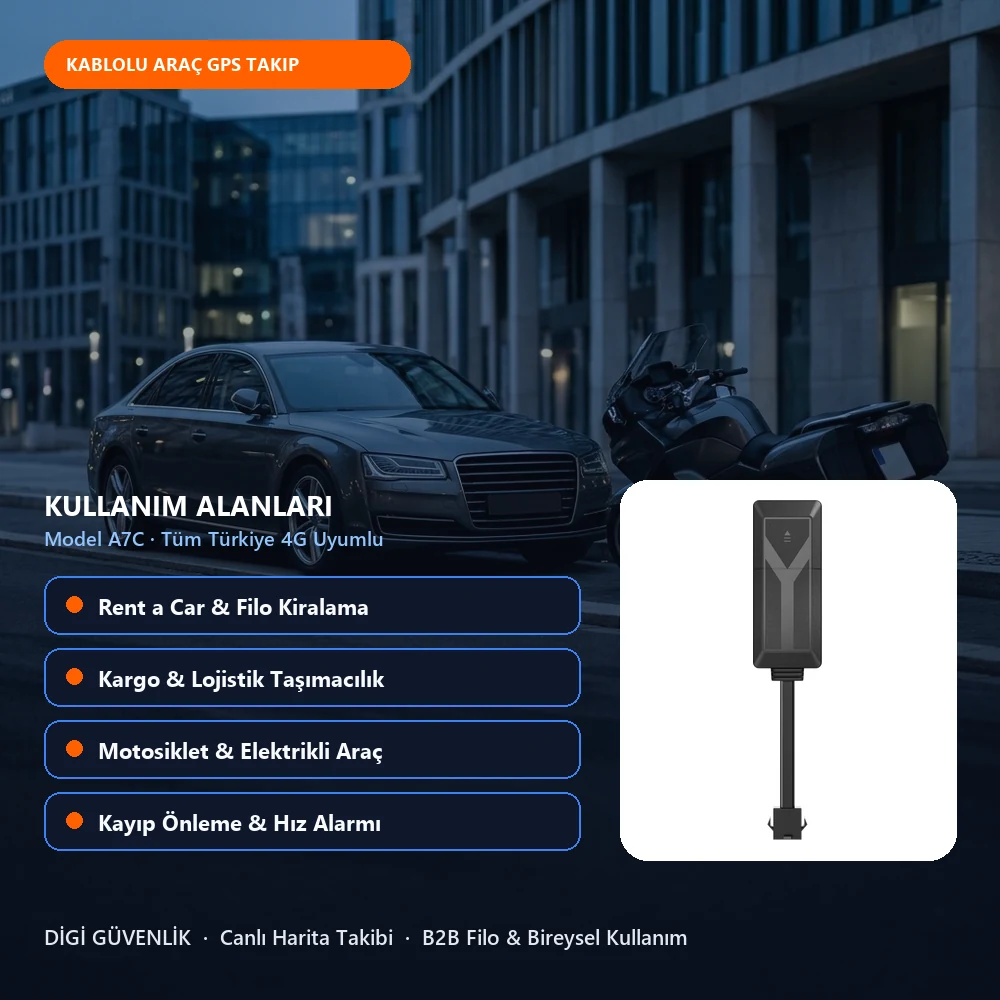 KABLOLU ARAÇ GPS TAKIP
KULLANIM ALANLARI
Model A7C · Tüm Türkiye 4G Uyumlu
Rent a Car & Filo Kiralama
Kargo & Lojistik Taşımacılık
Motosiklet & Elektrikli Araç
Kayıp Önleme & Hız Alarmı
DİGİ GÜVENLİK · Canlı Harita Takibi · B2B Filo & Bireysel Kullanım